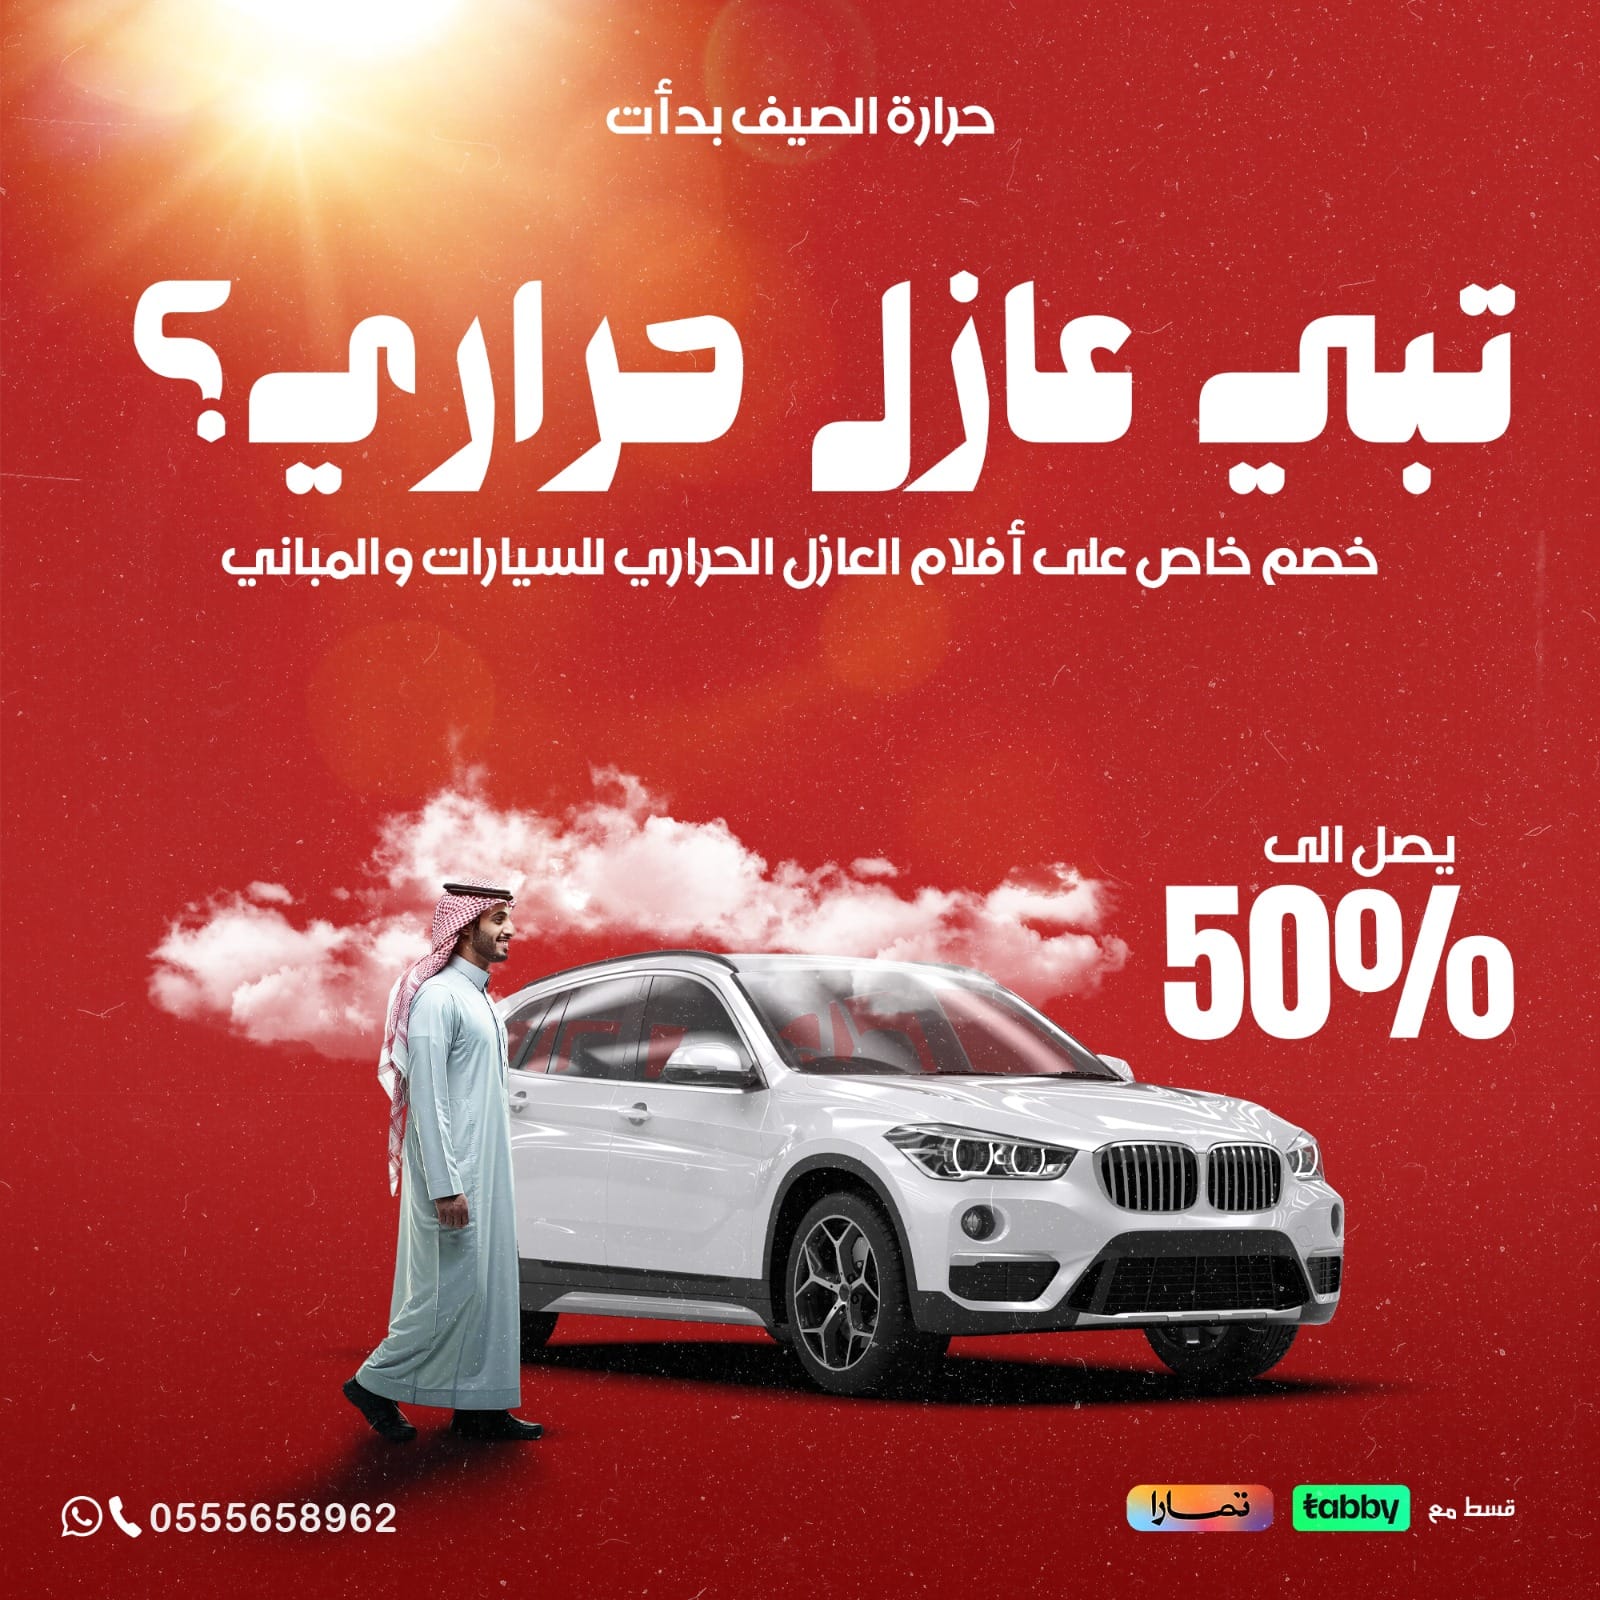 حرارة الصيف بدأت
تبي عازل حراري؟
خصم خاص على أفلام العازل الحراري للسيارات والمباني
يصل الى
50%
قسط مع tabby تمارا
0555658962